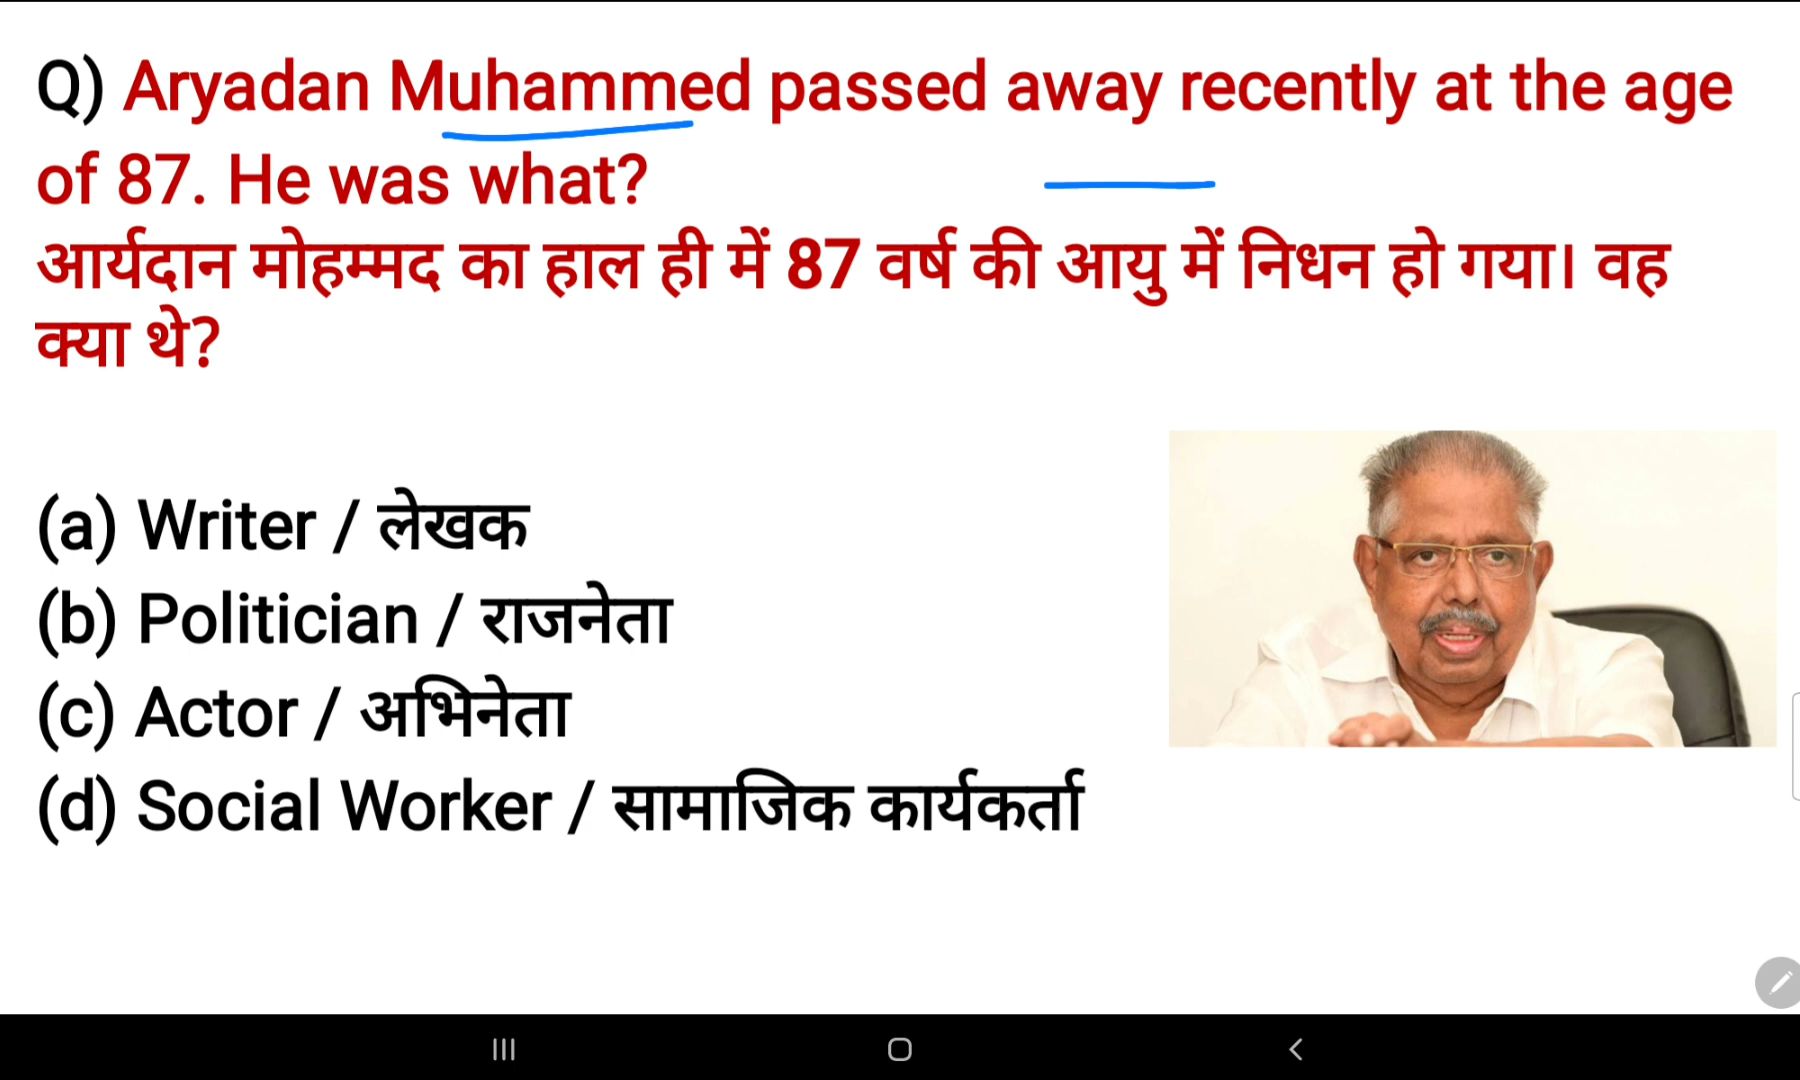 Q) Aryadan Muhammed passed away recently at the age
of 87. He was what?
आर्यदान मोहम्मद का हाल ही में 87 वर्ष की आयु में निधन हो गया। वह
क्या थे?
(a) Writer / लेखक
(b) Politician / राजनेता
(c) Actor / अभिनेता
(d) Social Worker / सामाजिक कार्यकर्ता